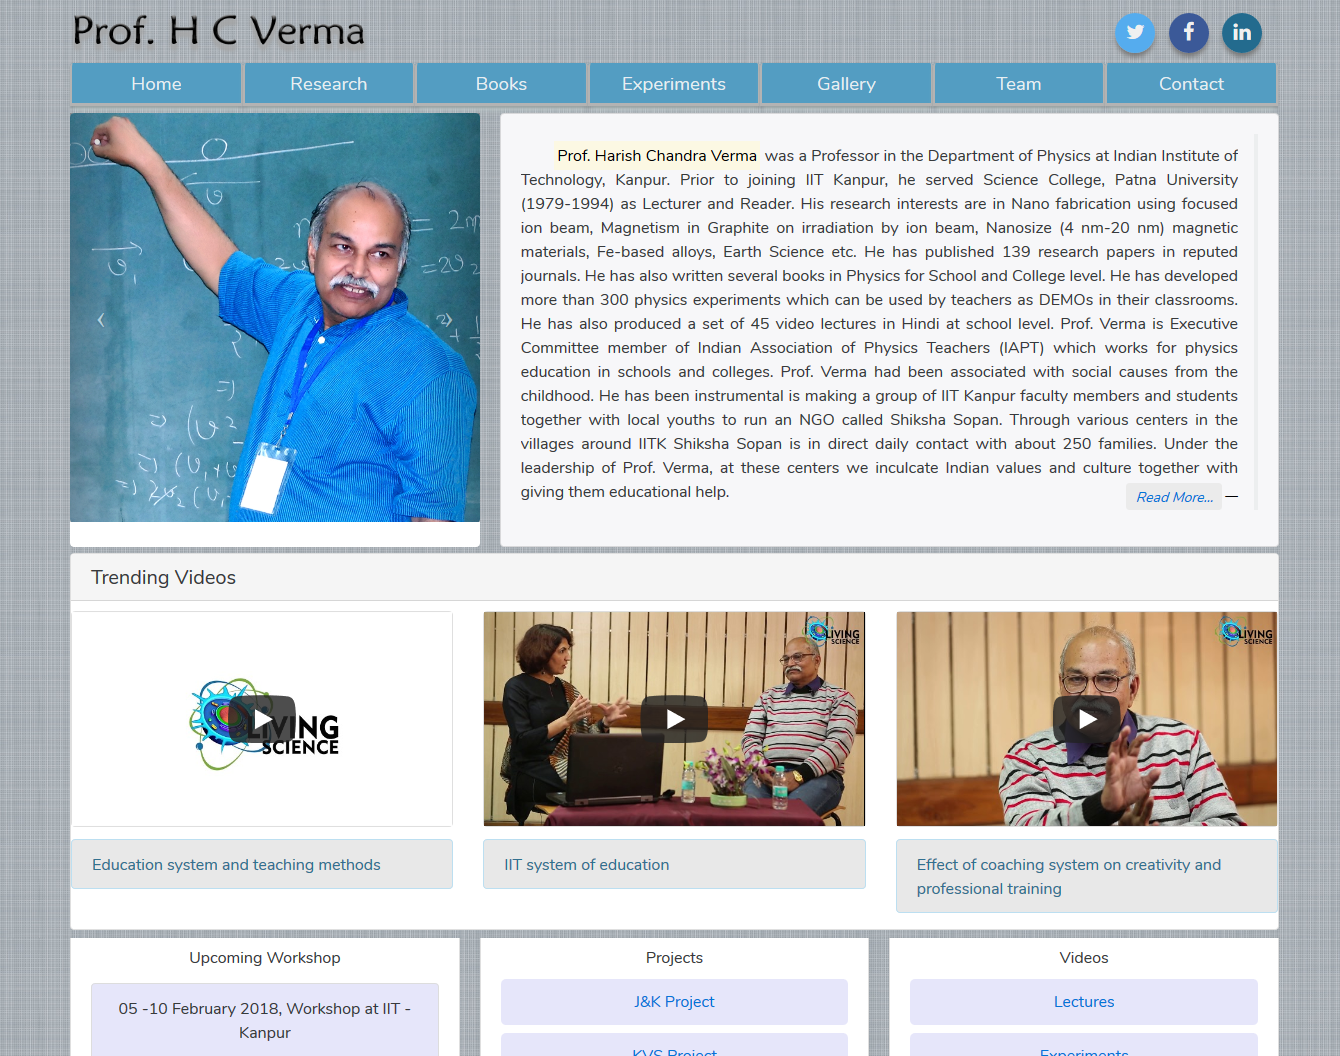 Prof. H C Verma
Home
Research
Books
Experiments
Gallery
Team
Contact
Prof. Harish Chandra Verma was a Professor in the Department of Physics at Indian Institute of
Technology, Kanpur. Prior to joining IIT Kanpur, he served Science College, Patna University
(1979-1994) as Lecturer and Reader. His research interests are in Nano fabrication using focused
ion beam, Magnetism in Graphite on irradiation by ion beam, Nanosize (4 nm-20 nm) magnetic
materials, Fe-based alloys, Earth Science etc. He has published 139 research papers in reputed
journals. He has also written several books in Physics for School and College level. He has developed
more than 300 physics experiments which can be used by teachers as DEMOs in their classrooms.
He has also produced a set of 45 video lectures in Hindi at school level. Prof. Verma is Executive
Committee member of Indian Association of Physics Teachers (IAPT) which works for physics
education in schools and colleges. Prof. Verma had been associated with social causes from the
childhood. He has been instrumental is making a group of IIT Kanpur faculty members and students
together with local youths to run an NGO called Shiksha Sopan. Through various centers in the
villages around IITK Shiksha Sopan is in direct daily contact with about 250 families. Under the
leadership of Prof. Verma, at these centers we inculcate Indian values and culture together with
giving them educational help.
Read More... —
Trending Videos
LIVING
SCIENCE
LIVING
SCIENCE
LIVING
SCIENCE
Education system and teaching methods
IIT system of education
Effect of coaching system on creativity and
professional training
Upcoming Workshop
05 -10 February 2018, Workshop at IIT -
Kanpur
Projects
J&K Project
KVS Project
Videos
Lectures
Experiments